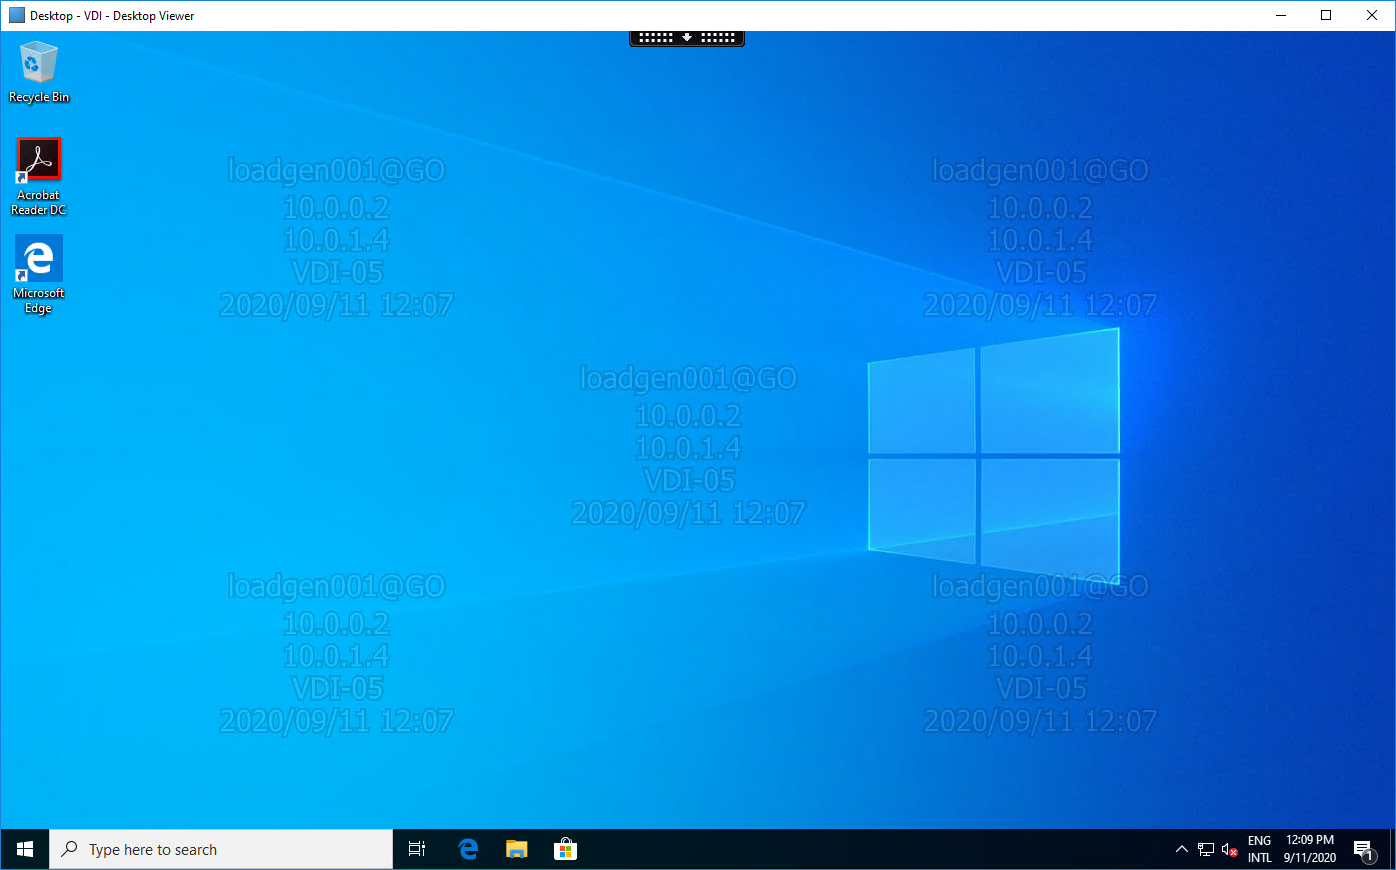 Desktop - VDI - Desktop Viewer
Recycle Bin
Acrobat
Reader DC
Microsoft
Edge
loadgen001@GO
10.0.0.2
10.0.1.4
VDI-05
2020/09/11 12:07
loadgen001@GO
10.0.0.2
10.0.1.4
VDI-05
2020/09/11 12:07
loadgen001@GO
10.0.0.2
10.0.1.4
VDI-05
2020/09/11 12:07
loadgen001@GO
10.0.0.2
10.0.1.4
VDI-05
2020/09/11 12:07
loadgen001@GO
10.0.0.2
10.0.1.4
VDI-05
2020/09/11 12:07
Type here to search
ENG
INTL
12:09 PM
9/11/2020
1